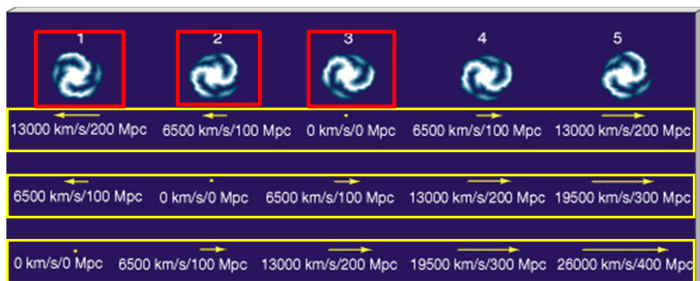 1 2 3 4 5
13000 km/s/200 Mpc 6500 km/s/100 Mpc 0 km/s/0 Mpc 6500 km/s/100 Mpc 13000 km/s/200 Mpc
6500 km/s/100 Mpc 0 km/s/0 Mpc 6500 km/s/100 Mpc 13000 km/s/200 Mpc 19500 km/s/300 Mpc
0 km/s/0 Mpc 6500 km/s/100 Mpc 13000 km/s/200 Mpc 19500 km/s/300 Mpc 26000 km/s/400 Mpc